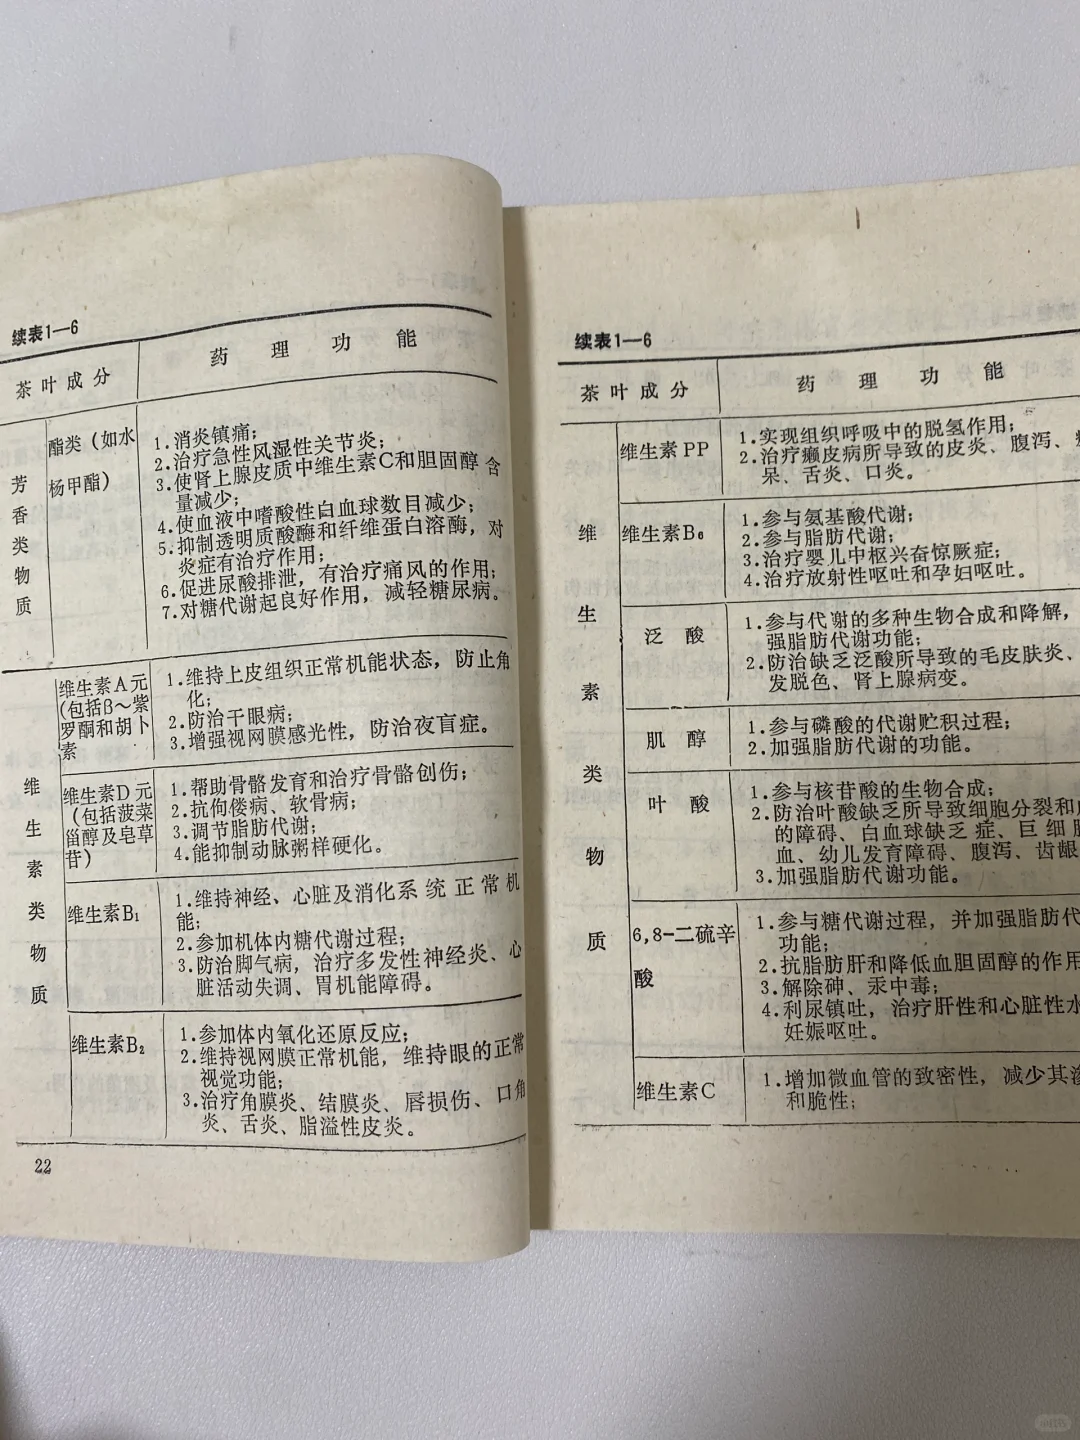 续表1—6
茶叶成分
药理功能
芳香类物质
酯类（如水
杨甲酯）
1.消炎镇痛；
2.治疗急性风湿性关节炎；
3.使肾上腺皮质中维生素C和胆固醇含
量减少；
4.使血液中嗜酸性白血球数目减少；
5.抑制透明质酸酶和纤维蛋白溶酶，对
炎症有治疗作用；
6.促进尿酸排泄，有治疗痛风的作用；
7.对糖代谢起良好作用，减轻糖尿病。
维生素类物质
维生素A元
(包括β～紫
罗酮和胡卜
素
1.维持上皮组织正常机能状态，防止角
化；
2.防治干眼病；
3.增强视网膜感光性，防治夜盲症。
维生素D元
（包括菠菜
甾醇及皂草
苷）
1.帮助骨骼发育和治疗骨骼创伤；
2.抗佝偻病、软骨病；
3.调节脂肪代谢；
4.能抑制动脉粥样硬化。
维生素B₁
1.维持神经、心脏及消化系统正常机
能；
2.参加机体内糖代谢过程；
3.防治脚气病，治疗多发性神经炎、心
脏活动失调、胃机能障碍。
维生素B₂
1.参加体内氧化还原反应；
2.维持视网膜正常机能，维持眼的正常
视觉功能；
3.治疗角膜炎、结膜炎、唇损伤、口角
炎、舌炎、脂溢性皮炎。
22
续表1—6
茶叶成分
药理功能
维生素类物质
维生素PP
1.实现组织呼吸中的脱氢作用；
2.治疗癞皮病所导致的皮炎、腹泻、
呆、舌炎、口炎。
维生素B₆
1.参与氨基酸代谢；
2.参与脂肪代谢；
3.治疗婴儿中枢兴奋惊厥症；
4.治疗放射性呕吐和孕妇呕吐。
泛酸
1.参与代谢的多种生物合成和降解，
强脂肪代谢功能；
2.防治缺乏泛酸所导致的毛皮肤炎、
发脱色、肾上腺病变。
肌醇
1.参与磷酸的代谢贮积过程；
2.加强脂肪代谢的功能。
叶酸
1.参与核苷酸的生物合成；
2.防治叶酸缺乏所导致细胞分裂和
的障碍、白血球缺乏症、巨细胞
血、幼儿发育障碍、腹泻、齿龈
3.加强脂肪代谢功能。
6,8-二硫辛
酸
1.参与糖代谢过程，并加强脂肪代
功能；
2.抗脂肪肝和降低血胆固醇的作用
3.解除砷、汞中毒；
4.利尿镇吐，治疗肝性和心脏性水
妊娠呕吐。
维生素C
1.增加微血管的致密性，减少其渗
和脆性；